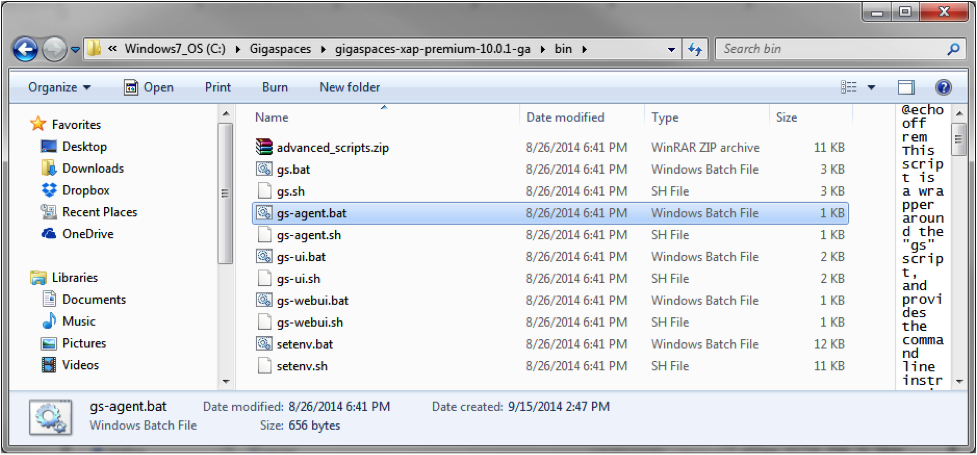 « Windows7_OS (C:) ▸ Gigaspaces ▸ gigaspaces-xap-premium-10.0.1-ga ▸ bin ▸
Search bin
Organize Open Print Burn New folder
Favorites
Desktop
Downloads
Dropbox
Recent Places
OneDrive
Libraries
Documents
Music
Pictures
Videos
Name Date modified Type Size
advanced_scripts.zip 8/26/2014 6:41 PM WinRAR ZIP archive 11 KB
gs.bat 8/26/2014 6:41 PM Windows Batch File 3 KB
gs.sh 8/26/2014 6:41 PM SH File 3 KB
gs-agent.bat 8/26/2014 6:41 PM Windows Batch File 1 KB
gs-agent.sh 8/26/2014 6:41 PM SH File 1 KB
gs-ui.bat 8/26/2014 6:41 PM Windows Batch File 2 KB
gs-ui.sh 8/26/2014 6:41 PM SH File 2 KB
gs-webui.bat 8/26/2014 6:41 PM Windows Batch File 1 KB
gs-webui.sh 8/26/2014 6:41 PM SH File 1 KB
setenv.bat 8/26/2014 6:41 PM Windows Batch File 12 KB
setenv.sh 8/26/2014 6:41 PM SH File 11 KB
@echo
off
rem
This
scrip
t is
a wra
pper
aroun
d the
"gs"
scrip
t,
and
provi
des
the
comma
nd
line
instr
gs-agent.bat Date modified: 8/26/2014 6:41 PM Date created: 9/15/2014 2:47 PM
Windows Batch File Size: 656 bytes